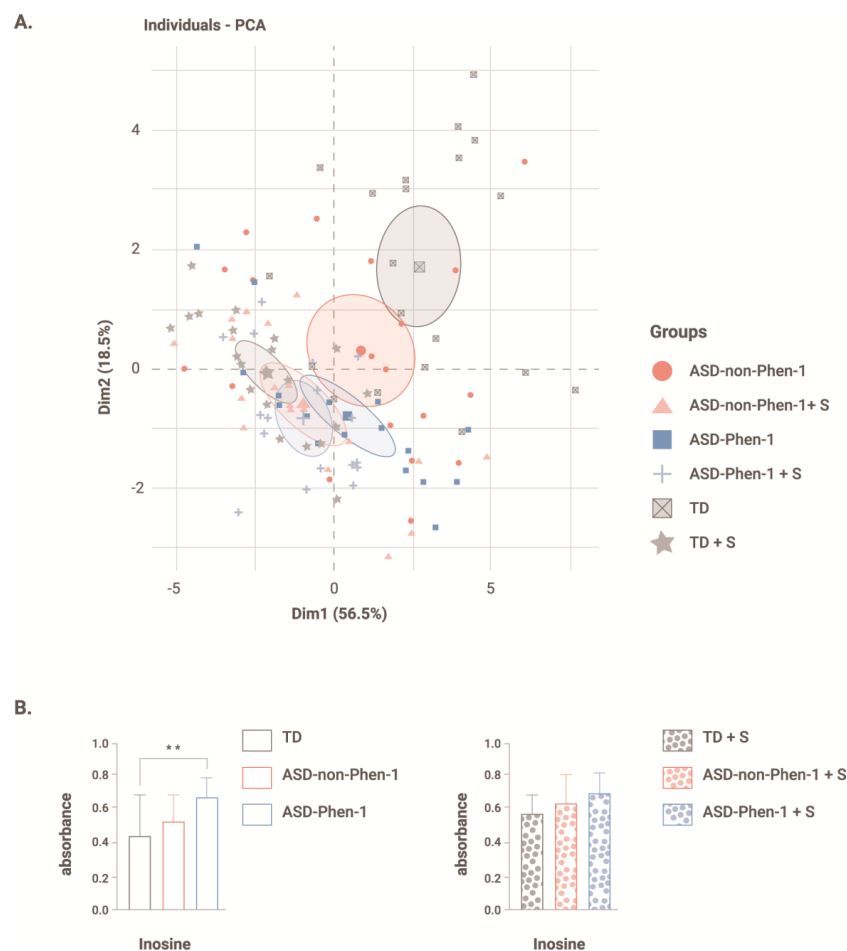 A.
Individuals - PCA
4
2
0
-2
Dim2 (18.5%)
-5
0
5
Dim1 (56.5%)
Groups
ASD-non-Phen-1
ASD-non-Phen-1+ S
ASD-Phen-1
ASD-Phen-1 + S
TD
TD + S
B.
1.0
0.8
0.6
0.4
0.2
0.0
absorbance
**
Inosine
TD
ASD-non-Phen-1
ASD-Phen-1
1.0
0.8
0.6
0.4
0.2
0.0
absorbance
Inosine
TD + S
ASD-non-Phen-1 + S
ASD-Phen-1 + S